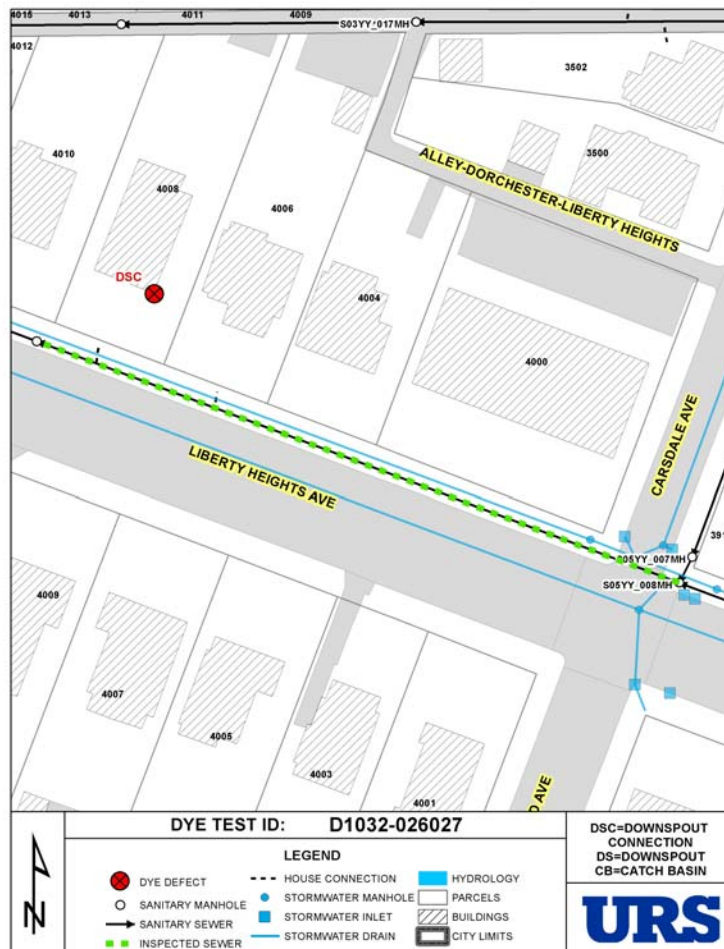 4015 4013 4011 4009
S03YY_017MH
4012
3502
4010
4008
3500
ALLEY-DORCHESTER-LIBERTY HEIGHTS
4006
DSC
4004
4000
CARSDALE AVE
LIBERTY HEIGHTS AVE
391
S05YY_007MH
S05YY_008MH
4009
4007
4005
4003
4001
D AVE
DYE TEST ID: D1032-026027
LEGEND
DYE DEFECT
SANITARY MANHOLE
SANITARY SEWER
INSPECTED SEWER
HOUSE CONNECTION
STORMWATER MANHOLE
STORMWATER INLET
STORMWATER DRAIN
HYDROLOGY
PARCELS
BUILDINGS
CITY LIMITS
DSC=DOWNSPOUT
CONNECTION
DS=DOWNSPOUT
CB=CATCH BASIN
N
URS